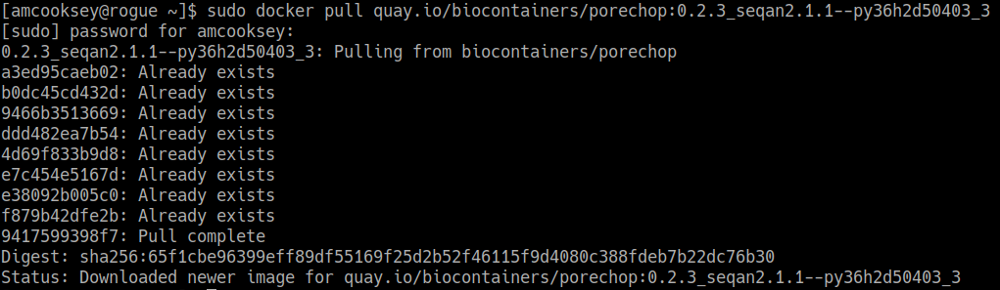 [amcooksey@rogue ~]$ sudo docker pull quay.io/biocontainers/porechop:0.2.3_seqan2.1.1--py36h2d50403_3
[sudo] password for amcooksey:
0.2.3_seqan2.1.1--py36h2d50403_3: Pulling from biocontainers/porechop
a3ed95caeb02: Already exists
b0dc45cd432d: Already exists
9466b3513669: Already exists
ddd482ea7b54: Already exists
4d69f833b9d8: Already exists
e7c454e5167d: Already exists
e38092b005c0: Already exists
f879b42dfe2b: Already exists
9417599398f7: Pull complete
Digest: sha256:65f1cbe96399eff89df55169f25d2b52f46115f9d4080c388fdeb7b22dc76b30
Status: Downloaded newer image for quay.io/biocontainers/porechop:0.2.3_seqan2.1.1--py36h2d50403_3